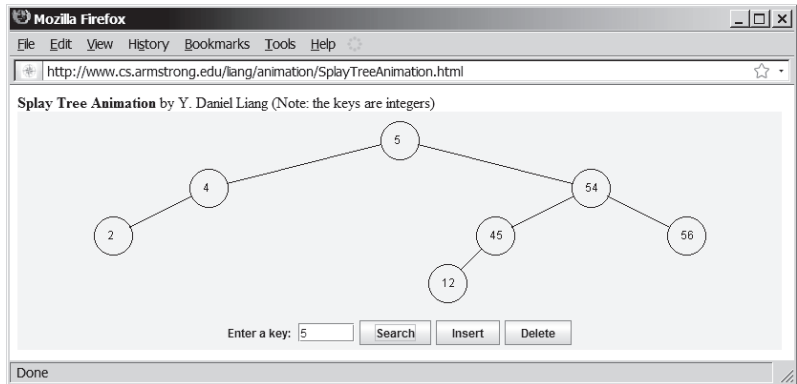 Mozilla Firefox
File Edit View History Bookmarks Tools Help
http://www.cs.armstrong.edu/liang/animation/SplayTreeAnimation.html
Splay Tree Animation by Y. Daniel Liang (Note: the keys are integers)
5
4 54
2 45 56
12
Enter a key: 5 Search Insert Delete
Done